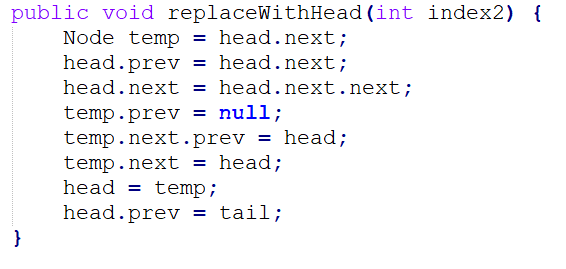 public void replaceWithHead(int index2) {
    Node temp = head.next;
    head.prev = head.next;
    head.next = head.next.next;
    temp.prev = null;
    temp.next.prev = head;
    temp.next = head;
    head = temp;
    head.prev = tail;
}